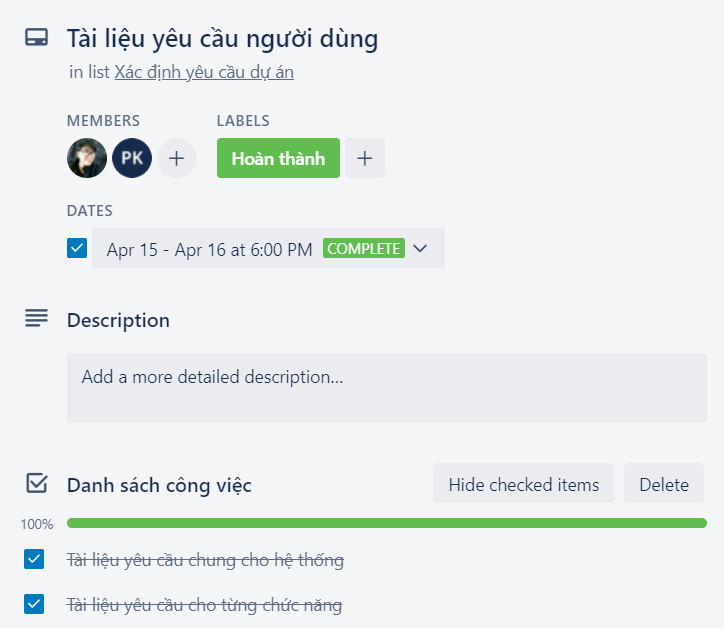 Tài liệu yêu cầu người dùng
in list Xác định yêu cầu dự án
MEMBERS LABELS
PK + Hoàn thành +
DATES
Apr 15 - Apr 16 at 6:00 PM COMPLETE
Description
Add a more detailed description...
Danh sách công việc Hide checked items Delete
100%
Tài liệu yêu cầu chung cho hệ thống
Tài liệu yêu cầu cho từng chức năng